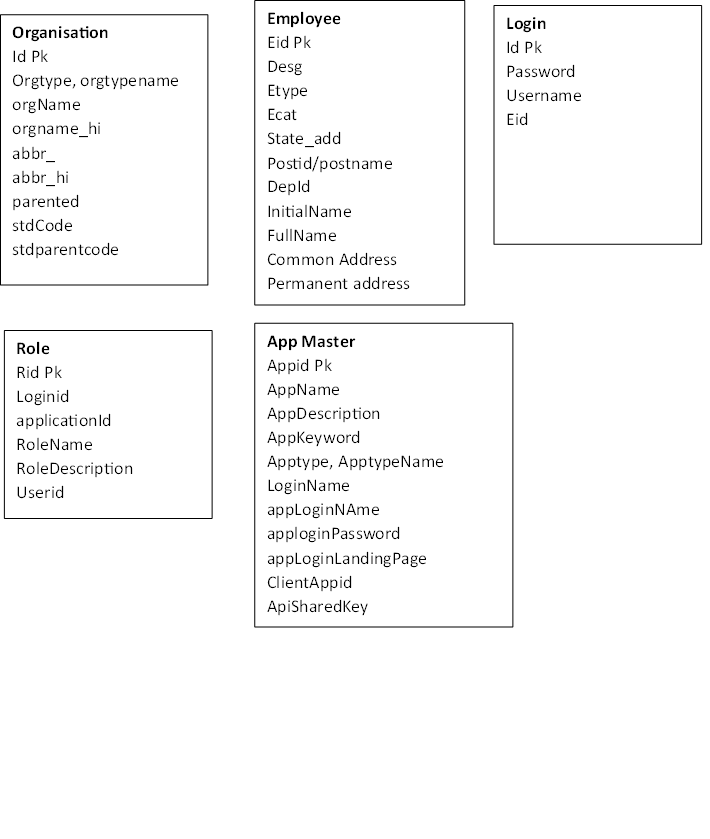 Organisation
Id Pk
Orgtype, orgtypename
orgName
orgname_hi
abbr_
abbr_hi
parented
stdCode
stdparentcode
Employee
Eid Pk
Desg
Etype
Ecat
State_add
Postid/postname
DepId
InitialName
FullName
Common Address
Permanent address
Login
Id Pk
Password
Username
Eid
Role
Rid Pk
Loginid
applicationId
RoleName
RoleDescription
Userid
App Master
Appid Pk
AppName
AppDescription
AppKeyword
Apptype, ApptypeName
LoginName
appLoginNAme
apploginPassword
appLoginLandingPage
ClientAppid
ApiSharedKey